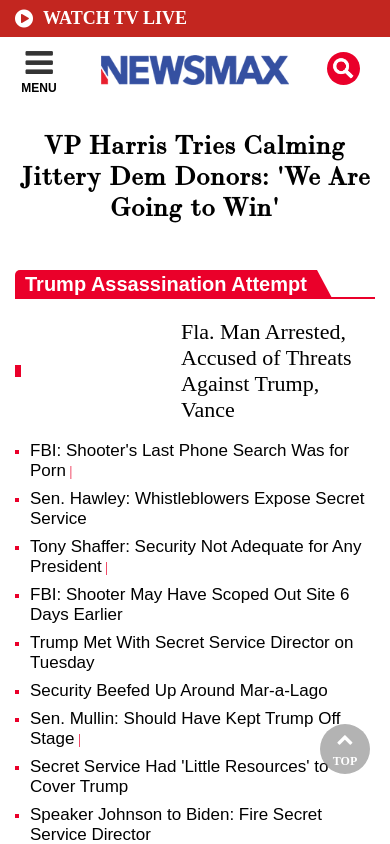 WATCH TV LIVE
MENU
NEWSMAX
VP Harris Tries Calming
Jittery Dem Donors: 'We Are
Going to Win'
Trump Assassination Attempt
Fla. Man Arrested,
Accused of Threats
Against Trump,
Vance
FBI: Shooter's Last Phone Search Was for
Porn |
Sen. Hawley: Whistleblowers Expose Secret
Service
Tony Shaffer: Security Not Adequate for Any
President |
FBI: Shooter May Have Scoped Out Site 6
Days Earlier
Trump Met With Secret Service Director on
Tuesday
Security Beefed Up Around Mar-a-Lago
Sen. Mullin: Should Have Kept Trump Off
Stage |
Secret Service Had 'Little Resources' to
Cover Trump
TOP
Speaker Johnson to Biden: Fire Secret
Service Director